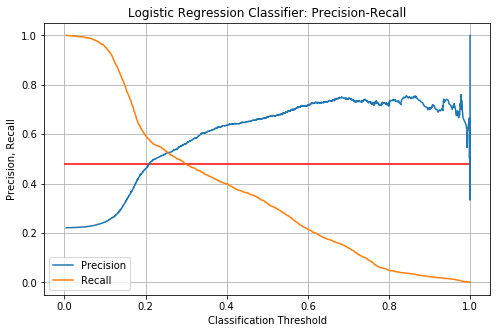 Logistic Regression Classifier: Precision-Recall
Precision, Recall
1.0
0.8
0.6
0.4
0.2
0.0
Precision
Recall
0.0 0.2 0.4 0.6 0.8 1.0
Classification Threshold